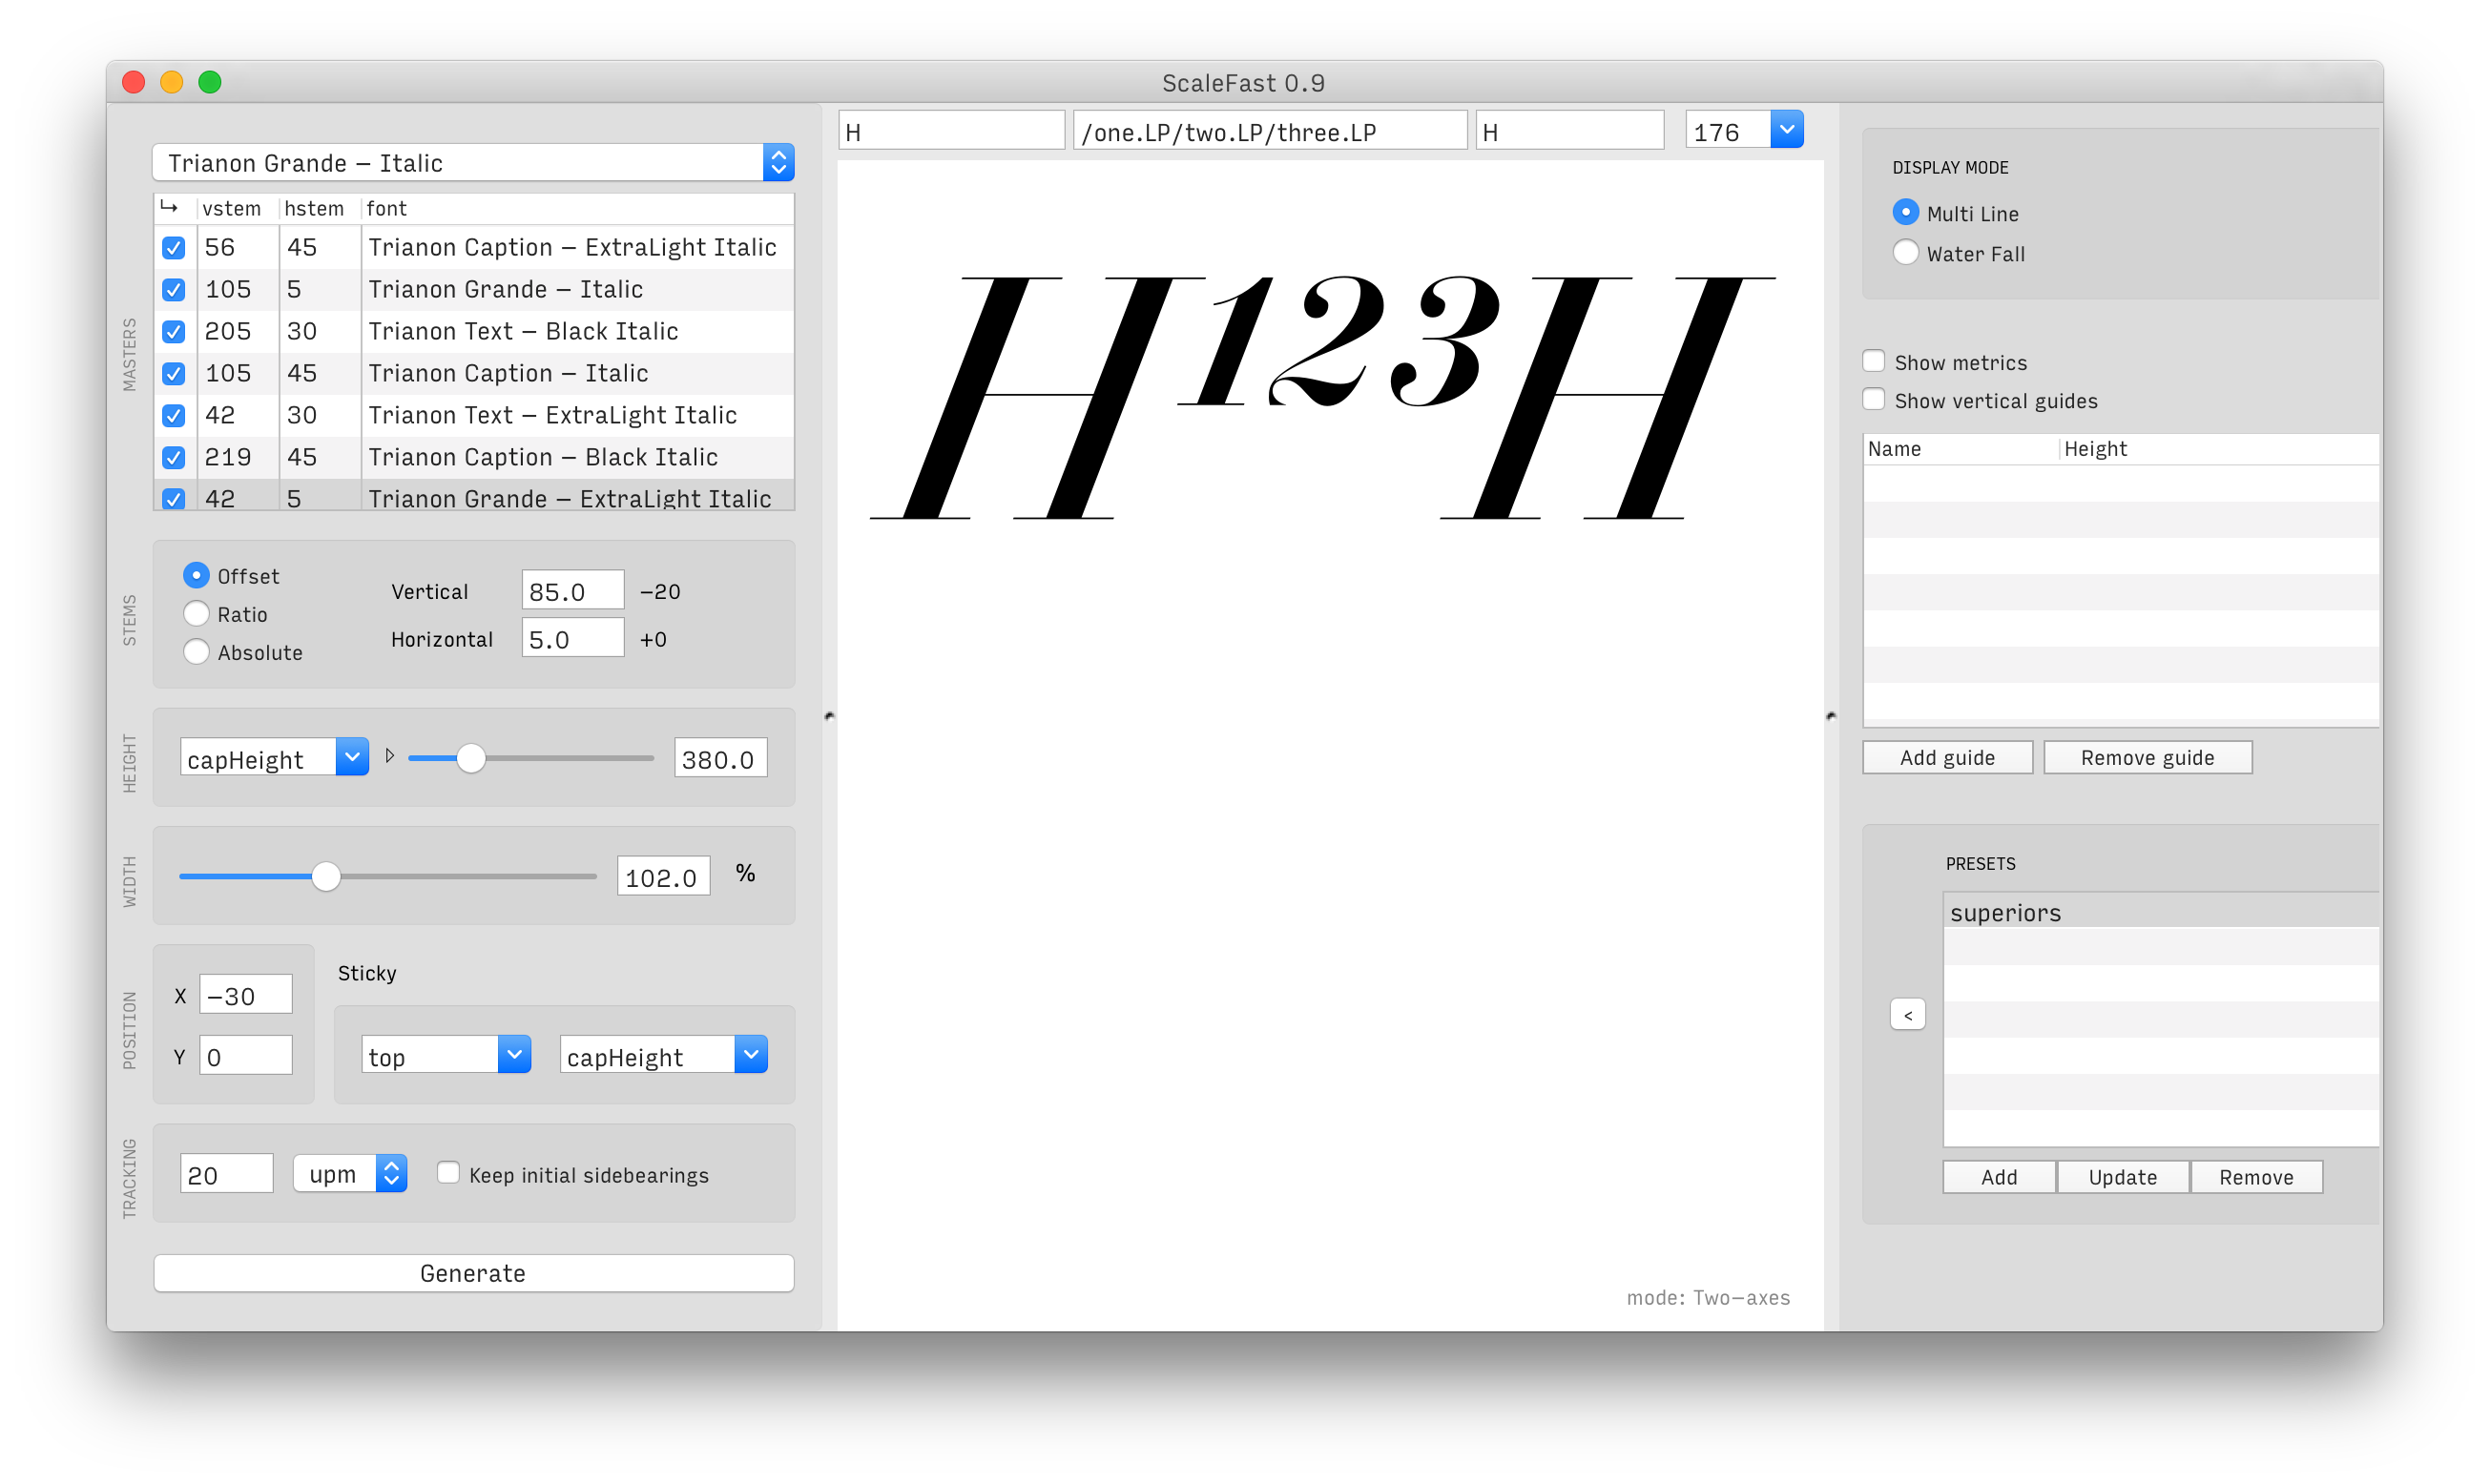 ScaleFast 0.9
Trianon Grande – Italic
↳ vstem hstem font
56 45 Trianon Caption – ExtraLight Italic
105 5 Trianon Grande – Italic
205 30 Trianon Text – Black Italic
105 45 Trianon Caption – Italic
42 30 Trianon Text – ExtraLight Italic
219 45 Trianon Caption – Black Italic
42 5 Trianon Grande – ExtraLight Italic
MASTERS
STEMS
Offset
Ratio
Absolute
Vertical 85.0 –20
Horizontal 5.0 +0
HEIGHT
capHeight 380.0
WIDTH
102.0 %
POSITION
X –30
Y 0
Sticky
top capHeight
TRACKING
20 upm Keep initial sidebearings
Generate
H /one.LP/two.LP/three.LP H 176
H123H
mode: Two–axes
DISPLAY MODE
Multi Line
Water Fall
Show metrics
Show vertical guides
Name Height
Add guide Remove guide
PRESETS
superiors
<
Add Update Remove